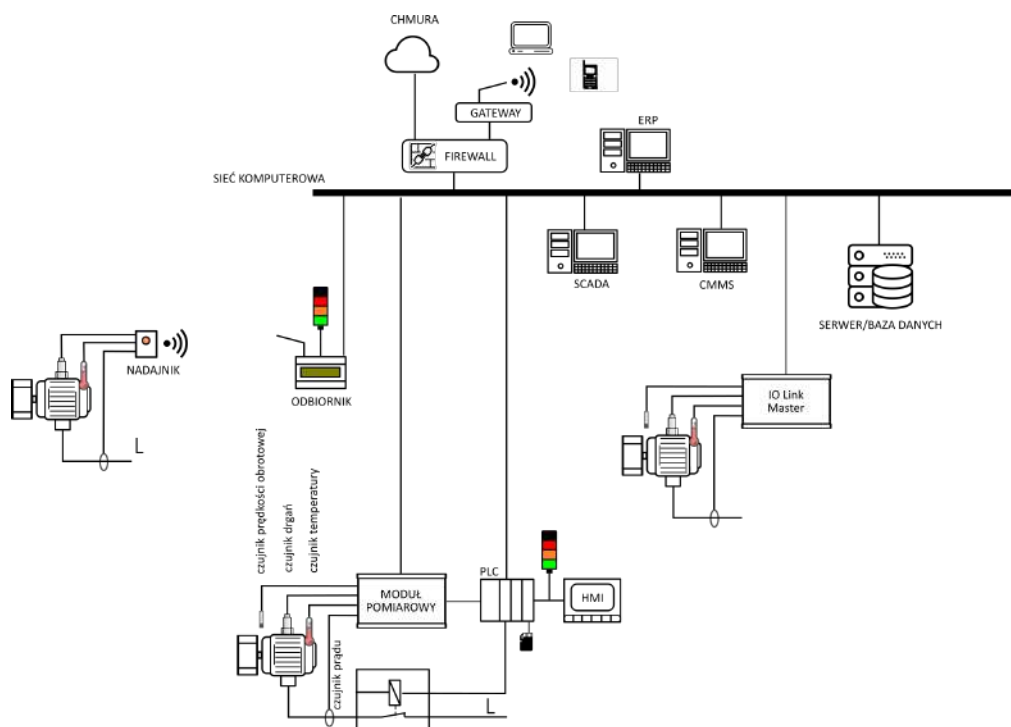 CHMURA
GATEWAY
ERP
FIREWALL
SIEĆ KOMPUTEROWA
SCADA
CMMS
SERWER/BAZA DANYCH
NADAJNIK
ODBIORNIK
IO Link
Master
L
czujnik prędkości obrotowej
czujnik drgań
czujnik temperatury
PLC
MODUŁ
POMIAROWY
HMI
czujnik prądu
L